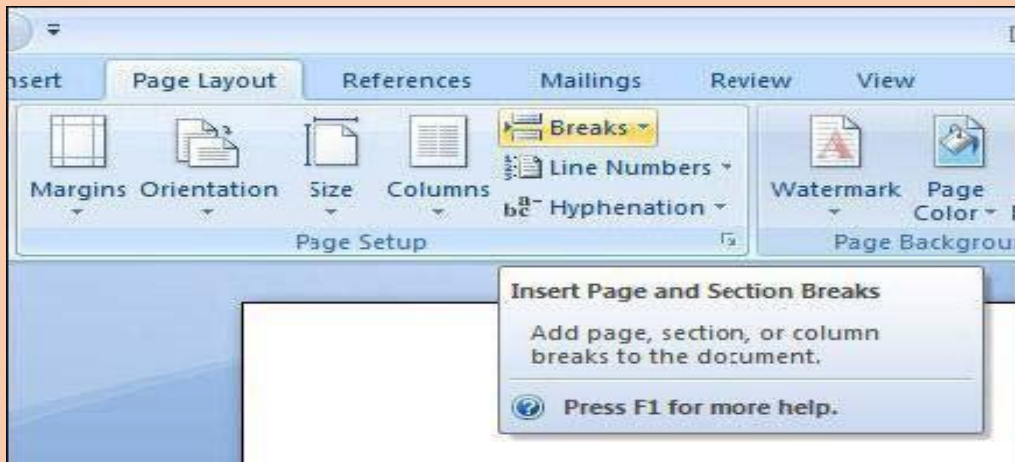 nsert Page Layout References Mailings Review View
Breaks
Line Numbers
Margins Orientation Size Columns
Hyphenation
Watermark Page
Color
Page Setup
Page Backgrou
Insert Page and Section Breaks
Add page, section, or column
breaks to the document.
Press F1 for more help.